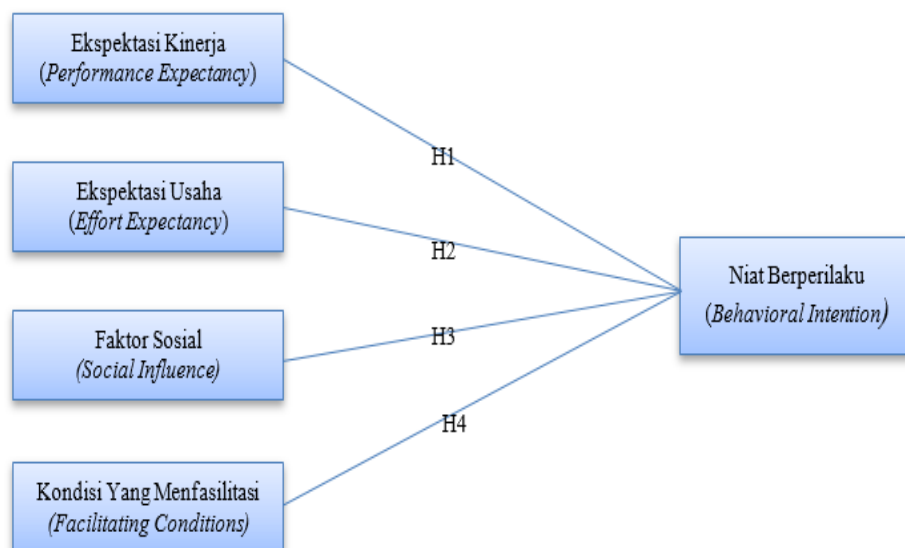 Ekspektasi Kinerja
(Performance Expectancy)
H1
Ekspektasi Usaha
(Effort Expectancy)
H2
Niat Berperilaku
(Behavioral Intention)
Faktor Sosial
(Social Influence)
H3
H4
Kondisi Yang Menfasilitasi
(Facilitating Conditions)